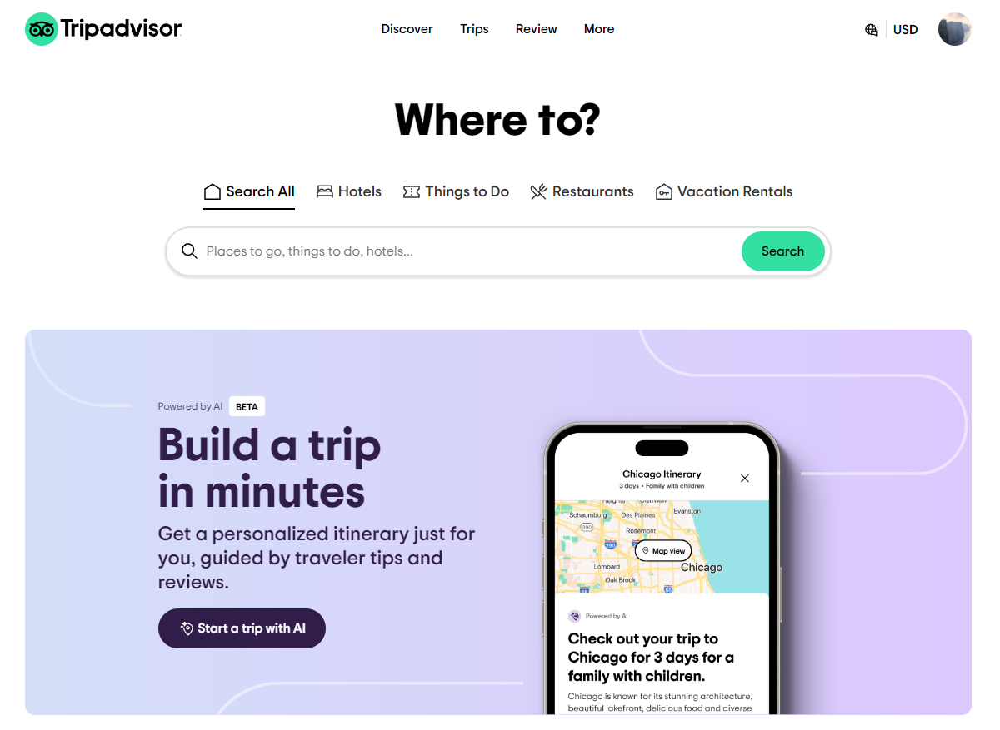 Tripadvisor
Discover Trips Review More
USD
Where to?
Search All Hotels Things to Do Restaurants Vacation Rentals
Places to go, things to do, hotels... Search
Powered by AI BETA
Build a trip
in minutes
Get a personalized itinerary just for
you, guided by traveler tips and
reviews.
Start a trip with AI
Chicago Itinerary
3 days • Family with children
Heights Glenview
Evanston
Schaumburg Des Plaines
390
Rosemont
290
Map view
Lombard
Chicago
Oak Brook
88
55
Powered by AI
Check out your trip to
Chicago for 3 days for a
family with children.
Chicago is known for its stunning architecture,
beautiful lakefront, delicious food and diverse